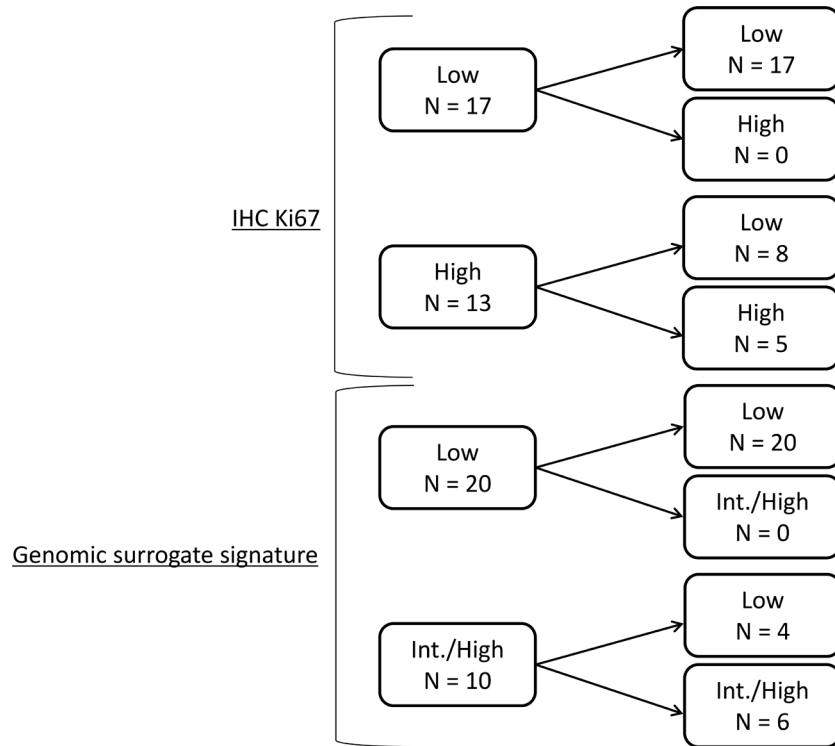 IHC Ki67
Low
N = 17
Low
N = 17
High
N = 0
High
N = 13
Low
N = 8
High
N = 5
Genomic surrogate signature
Low
N = 20
Low
N = 20
Int./High
N = 0
Int./High
N = 10
Low
N = 4
Int./High
N = 6